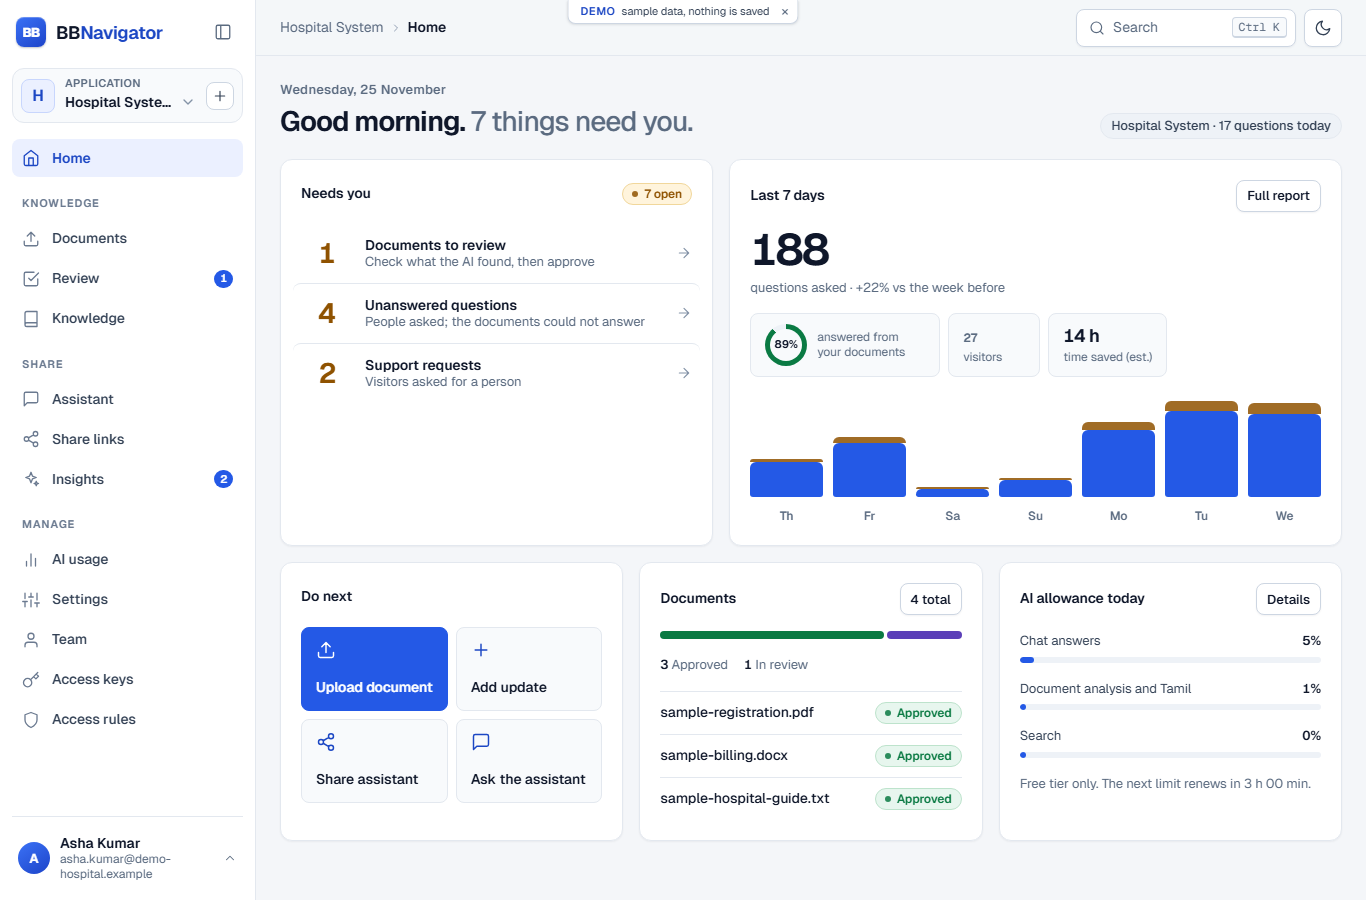 DEMO sample data, nothing is saved ×
BB BBNavigator
Hospital System › Home
Search Ctrl K
H APPLICATION
Hospital Syste...
Home
KNOWLEDGE
Documents
Review 1
Knowledge
SHARE
Assistant
Share links
Insights 2
MANAGE
AI usage
Settings
Team
Access keys
Access rules
A Asha Kumar
asha.kumar@demo-
hospital.example
Wednesday, 25 November
Good morning. 7 things need you.
Hospital System · 17 questions today
Needs you 7 open
1 Documents to review
Check what the AI found, then approve
4 Unanswered questions
People asked; the documents could not answer
2 Support requests
Visitors asked for a person
Last 7 days Full report
188
questions asked · +22% vs the week before
89% answered from
your documents
27
visitors
14 h
time saved (est.)
Th Fr Sa Su Mo Tu We
Do next
Upload document
Add update
Share assistant
Ask the assistant
Documents 4 total
3 Approved 1 In review
sample-registration.pdf Approved
sample-billing.docx Approved
sample-hospital-guide.txt Approved
AI allowance today Details
Chat answers 5%
Document analysis and Tamil 1%
Search 0%
Free tier only. The next limit renews in 3 h 00 min.